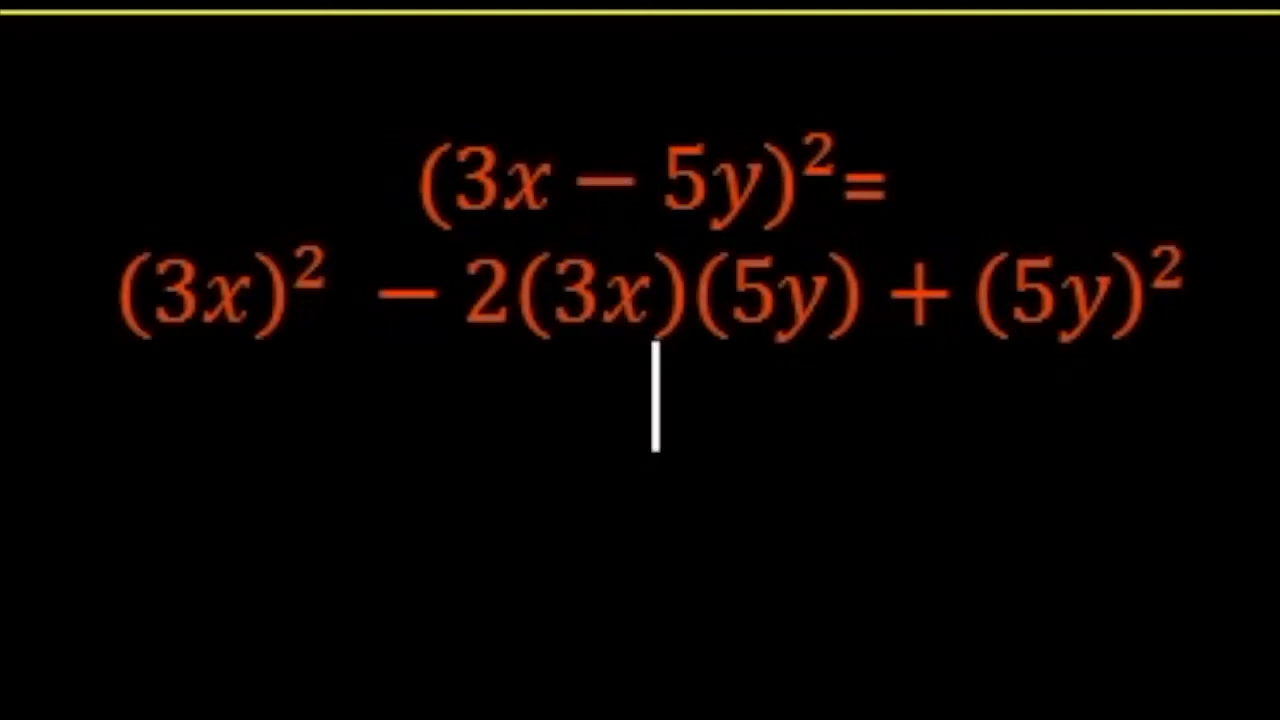 (3x − 5y)²=
(3x)² − 2(3x)(5y) + (5y)²